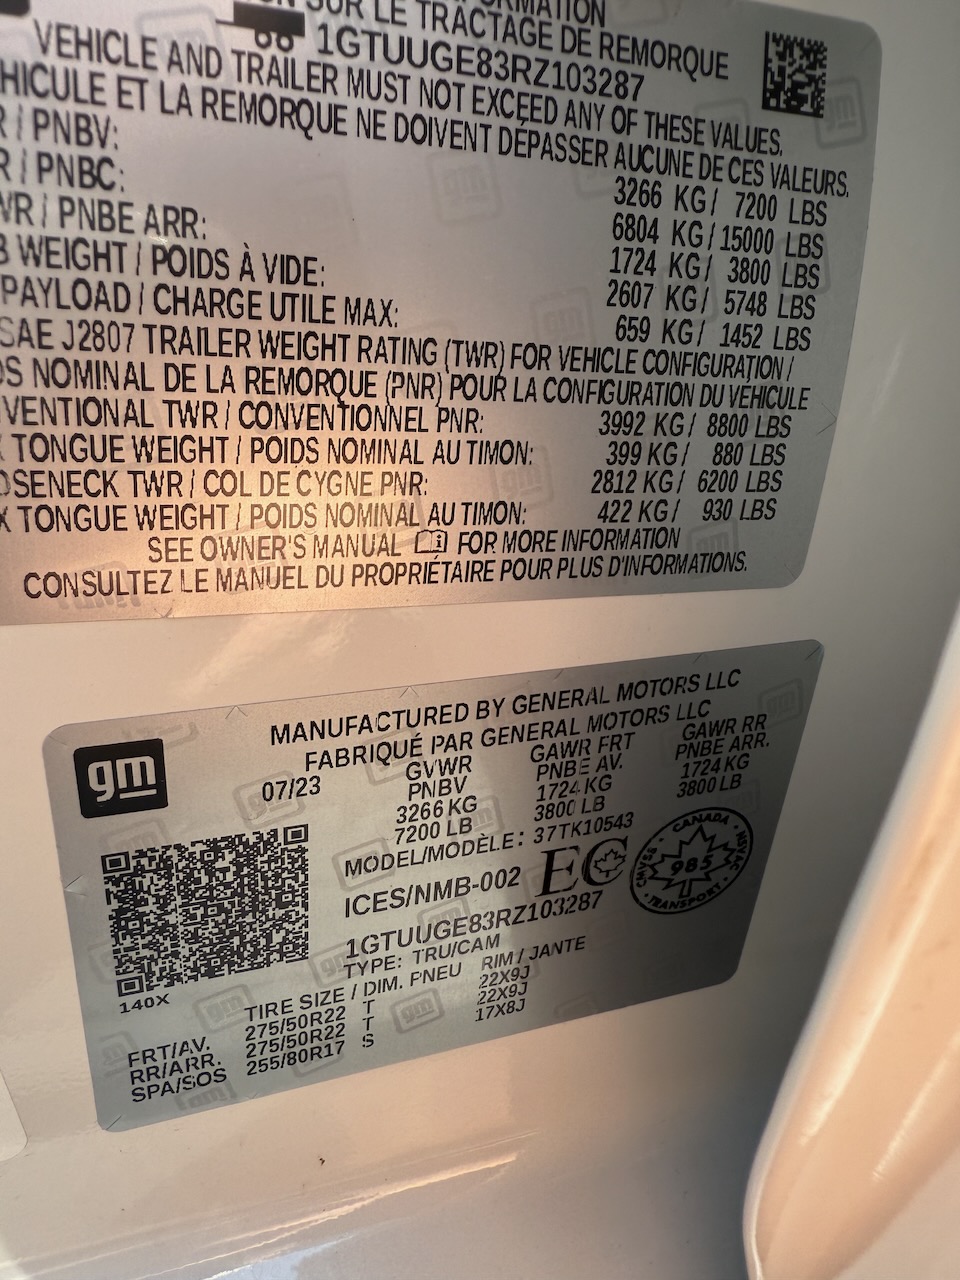 SUR LE TRACTAGE DE REMORQUE
1GTUUGE83RZ103287
VEHICLE AND TRAILER MUST NOT EXCEED ANY OF THESE VALUES.
HICULE ET LA REMORQUE NE DOIVENT DÉPASSER AUCUNE DE CES VALEURS.
R / PNBV: 3266 KG / 7200 LBS
R / PNBC: 6804 KG / 15000 LBS
WR / PNBE ARR: 1724 KG / 3800 LBS
B WEIGHT / POIDS À VIDE: 2607 KG / 5748 LBS
PAYLOAD / CHARGE UTILE MAX: 659 KG / 1452 LBS
SAE J2807 TRAILER WEIGHT RATING (TWR) FOR VEHICLE CONFIGURATION /
DS NOMINAL DE LA REMORQUE (PNR) POUR LA CONFIGURATION DU VÉHICULE
VENTIONAL TWR / CONVENTIONNEL PNR: 3992 KG / 8800 LBS
X TONGUE WEIGHT / POIDS NOMINAL AU TIMON: 399 KG / 880 LBS
OSENECK TWR / COL DE CYGNE PNR: 2812 KG / 6200 LBS
X TONGUE WEIGHT / POIDS NOMINAL AU TIMON: 422 KG / 930 LBS
SEE OWNER'S MANUAL FOR MORE INFORMATION
CONSULTEZ LE MANUEL DU PROPRIÉTAIRE POUR PLUS D'INFORMATIONS.
gm
MANUFACTURED BY GENERAL MOTORS LLC
FABRIQUÉ PAR GENERAL MOTORS LLC
07/23 GVWR GAWR FRT GAWR RR
PNBV PNBE AV. PNBE ARR.
3266 KG 1724 KG 1724 KG
7200 LB 3800 LB 3800 LB
MODEL/MODÈLE: 37TK10543
ICES/NMB-002 EC
CANADA
CMVSS 985 NSVAC
TRANSPORT
1GTUUGE83RZ103287
TYPE: TRU/CAM
140X
TIRE SIZE / DIM. PNEU RIM / JANTE
FRT/AV. 275/50R22 T 22X9J
RR/ARR. 275/50R22 T 22X9J
SPA/SOS 255/80R17 S 17X8J